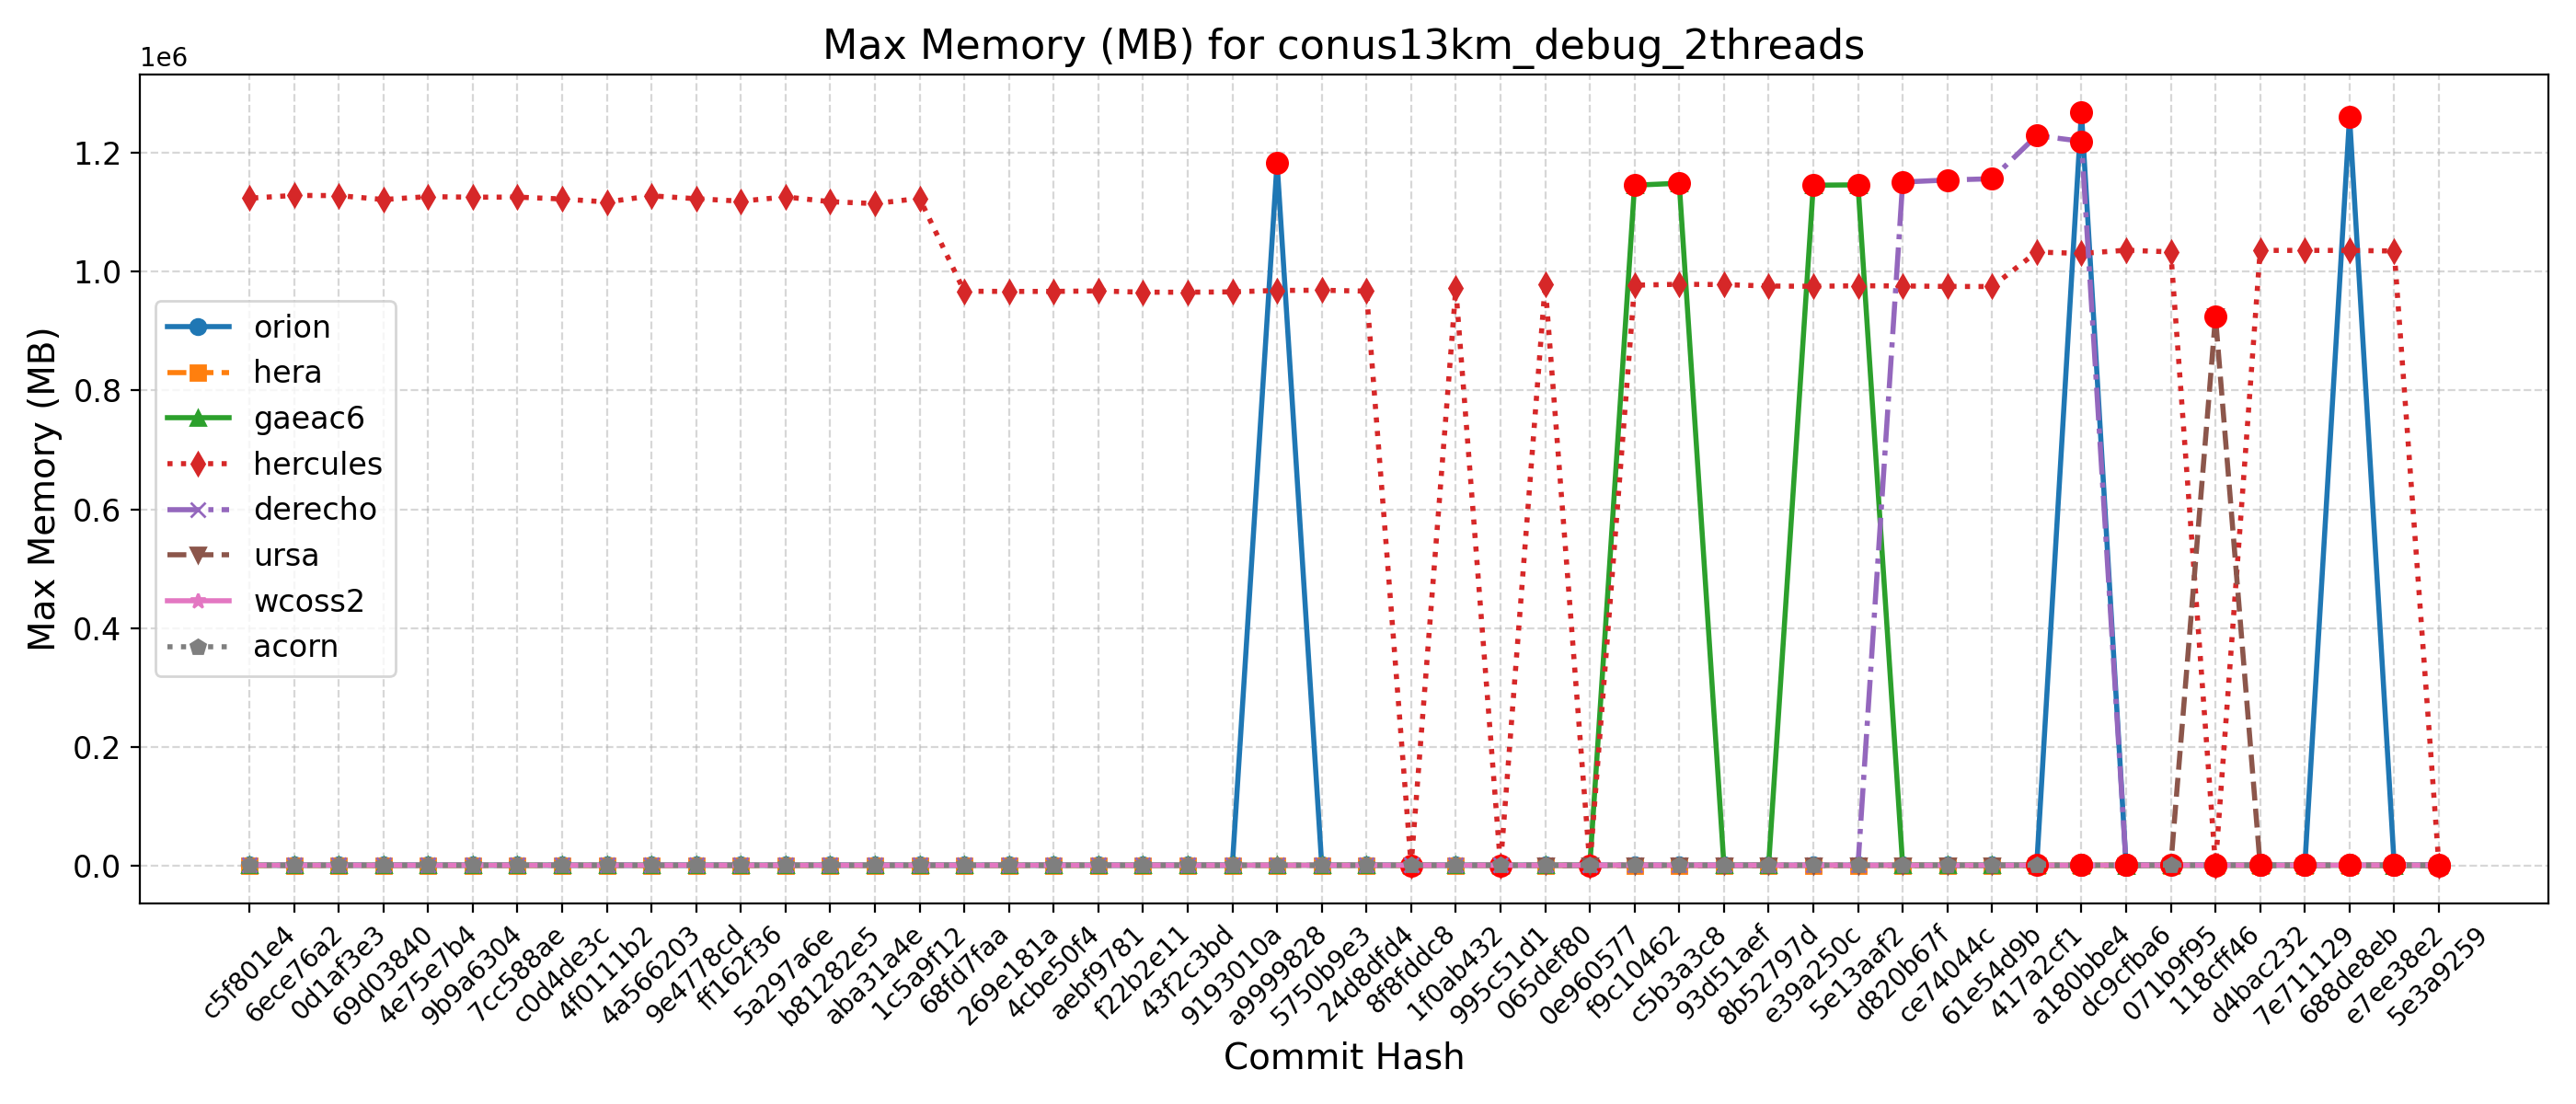 Max Memory (MB) for conus13km_debug_2threads
1e6
1.2
1.0
0.8
0.6
0.4
0.2
0.0
Max Memory (MB)
orion
hera
gaeac6
hercules
derecho
ursa
wcoss2
acorn
c5f801e4
6ece76a2
0d1af3e3
69d03840
4e75e7b4
9b9a6304
7cc588ae
c0d4de3c
4f0111b2
4a566203
9e4778cd
ff162f36
5a297a6e
b81282e5
aba31a4e
1c5a9f12
68fd7faa
269e181a
4cbe50f4
aebf9781
f22b2e11
43f2c3bd
9193010a
a9999828
5750b9e3
24d8dfd4
8f8fddc8
1f0ab432
995c51d1
065def80
0e960577
f9c10462
c5b3a3c8
93d51aef
8b52797d
e39a250c
5e13aaf2
d820b67f
ce74044c
61e54d9b
417a2cf1
a180bbe4
dc9cfba6
071b9f95
118cff46
d4bac232
7e711129
688de8eb
e7ee38e2
5e3a9259
Commit Hash